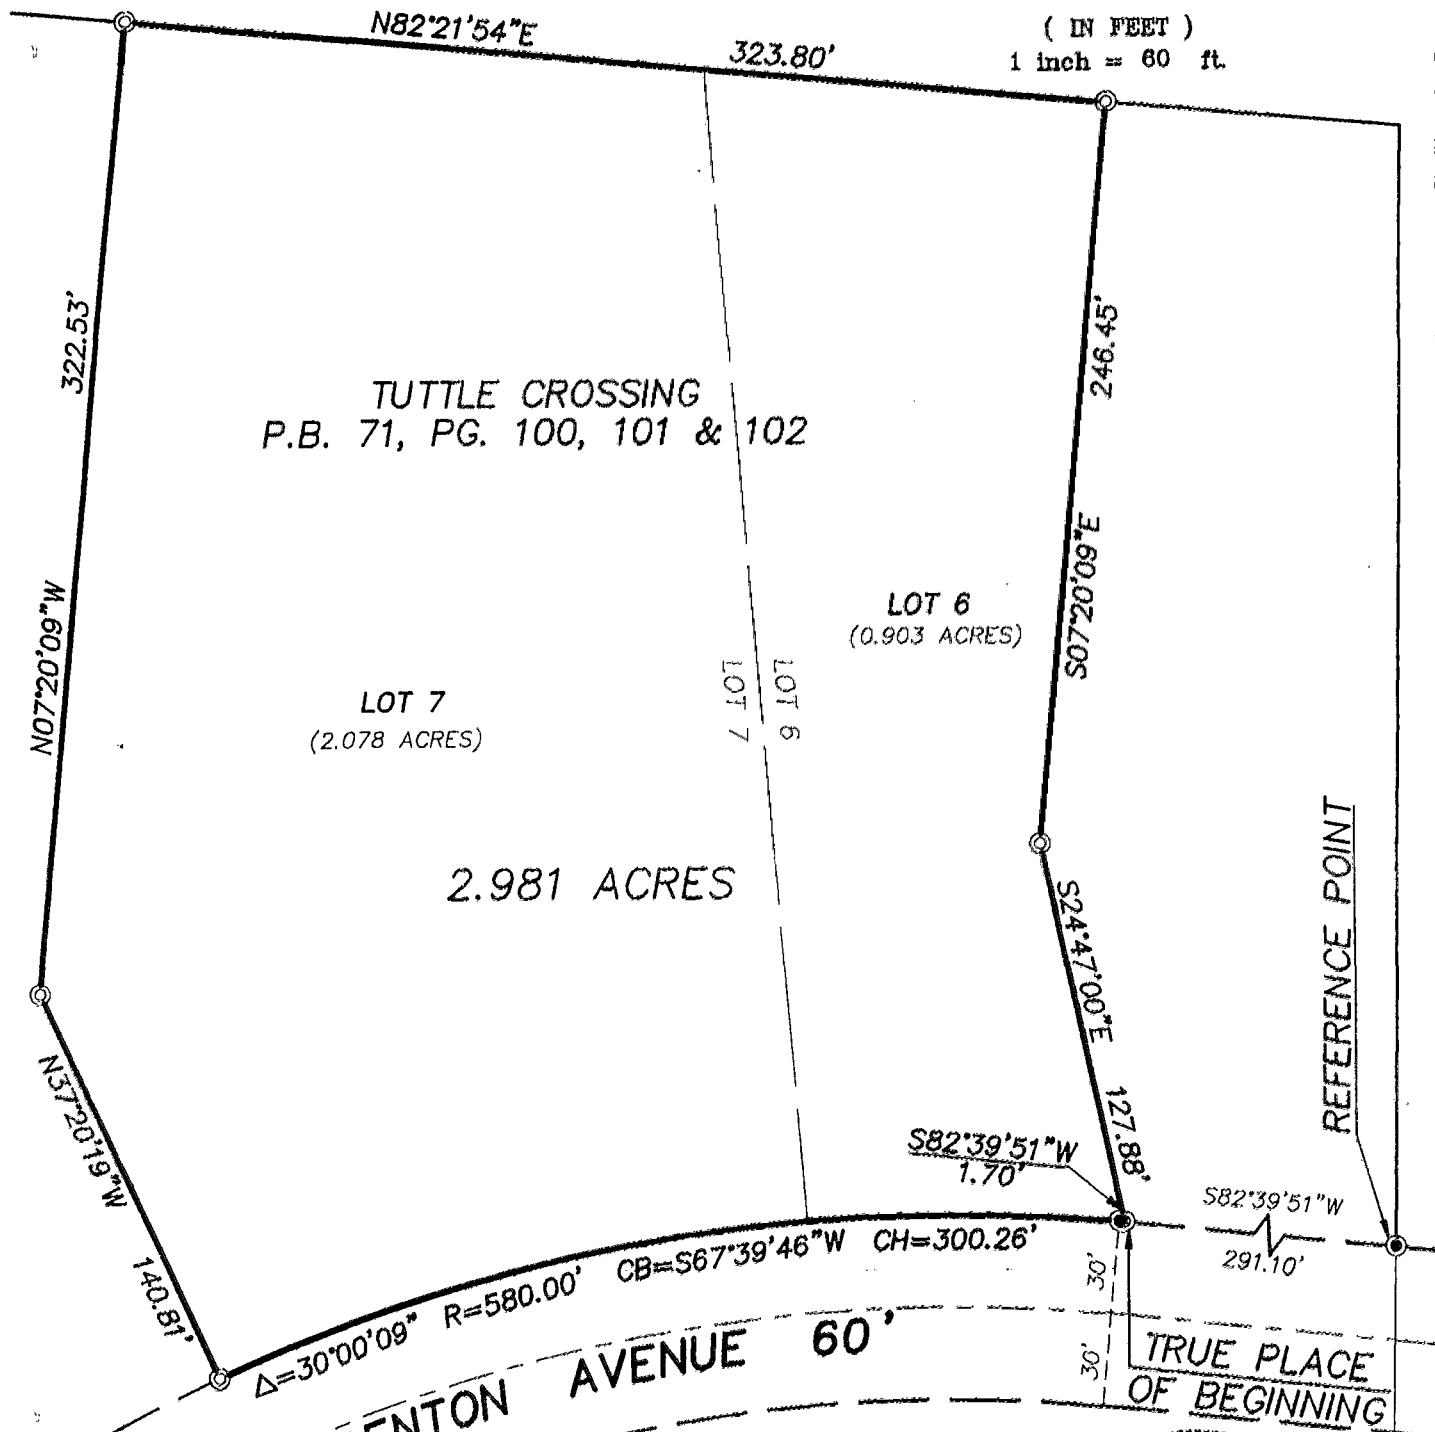 N82°21'54"E
323.80'
( IN FEET )
1 inch = 60 ft.
322.53'
N07°20'09"W
TUTTLE CROSSING
P.B. 71, PG. 100, 101 & 102
246.45'
S07°20'09"E
LOT 6
(0.903 ACRES)
LOT 6
LOT 7
LOT 7
(2.078 ACRES)
2.981 ACRES
S24°47'00"E
127.88'
REFERENCE POINT
N37°20'19"W
140.81'
S82°39'51"W
1.70'
S82°39'51"W
291.10'
Δ=30°00'09" R=580.00' CB=S67°39'46"W CH=300.26'
30'
30'
ENTON AVENUE 60'
TRUE PLACE
OF BEGINNING